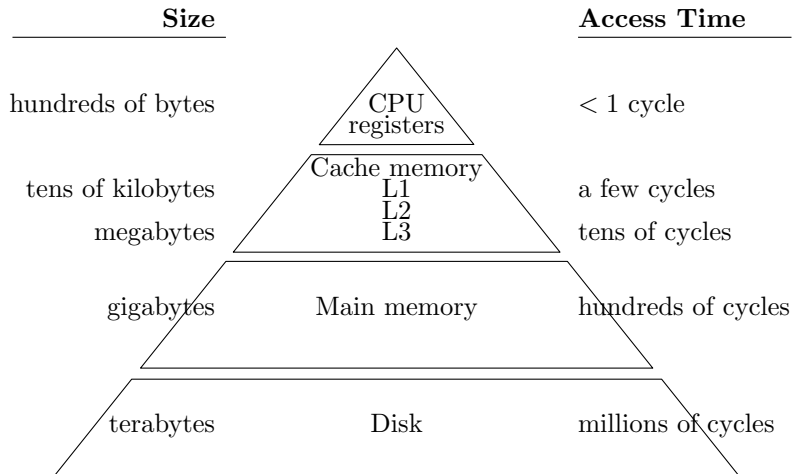 Size Access Time
hundreds of bytes CPU < 1 cycle
registers
Cache memory
tens of kilobytes L1 a few cycles
L2
megabytes L3 tens of cycles
gigabytes Main memory hundreds of cycles
terabytes Disk millions of cycles